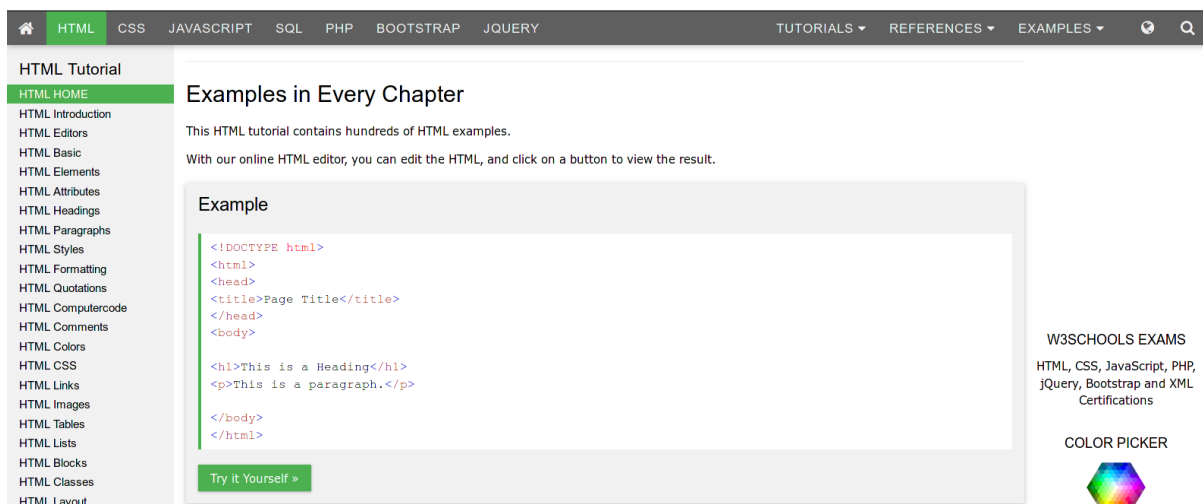 HTML CSS JAVASCRIPT SQL PHP BOOTSTRAP JQUERY TUTORIALS REFERENCES EXAMPLES
HTML Tutorial
HTML HOME
HTML Introduction
HTML Editors
HTML Basic
HTML Elements
HTML Attributes
HTML Headings
HTML Paragraphs
HTML Styles
HTML Formatting
HTML Quotations
HTML Computercode
HTML Comments
HTML Colors
HTML CSS
HTML Links
HTML Images
HTML Tables
HTML Lists
HTML Blocks
HTML Classes
HTML Layout
Examples in Every Chapter
This HTML tutorial contains hundreds of HTML examples.
With our online HTML editor, you can edit the HTML, and click on a button to view the result.
Example
<!DOCTYPE html>
<html>
<head>
<title>Page Title</title>
</head>
<body>
<h1>This is a Heading</h1>
<p>This is a paragraph.</p>
</body>
</html>
Try it Yourself »
W3SCHOOLS EXAMS
HTML, CSS, JavaScript, PHP,
jQuery, Bootstrap and XML
Certifications
COLOR PICKER